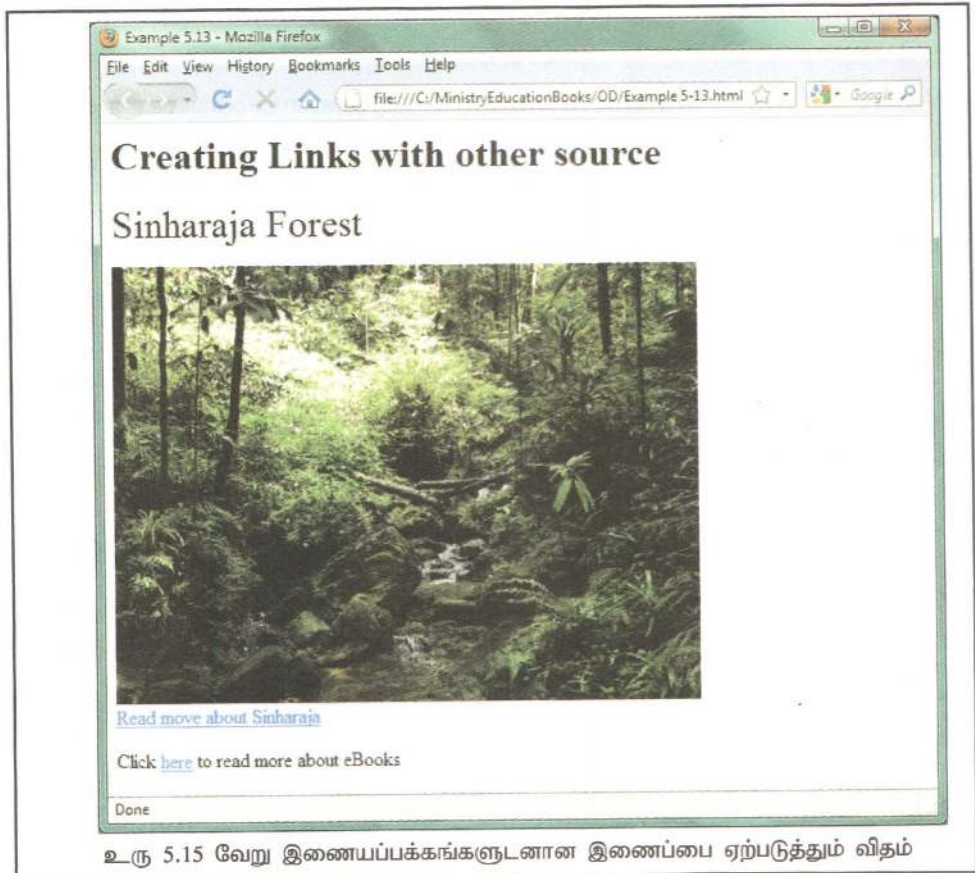 Example 5.13 - Mozilla Firefox
File Edit View History Bookmarks Tools Help
file:///C:/MinistryEducationBooks/OD/Example 5-13.html
Google
Creating Links with other source
Sinharaja Forest
Read move about Sinharaja
Click here to read more about eBooks
Done
உரு 5.15 வேறு இணையப்பக்கங்களுடனான இணைப்பை ஏற்படுத்தும் விதம்